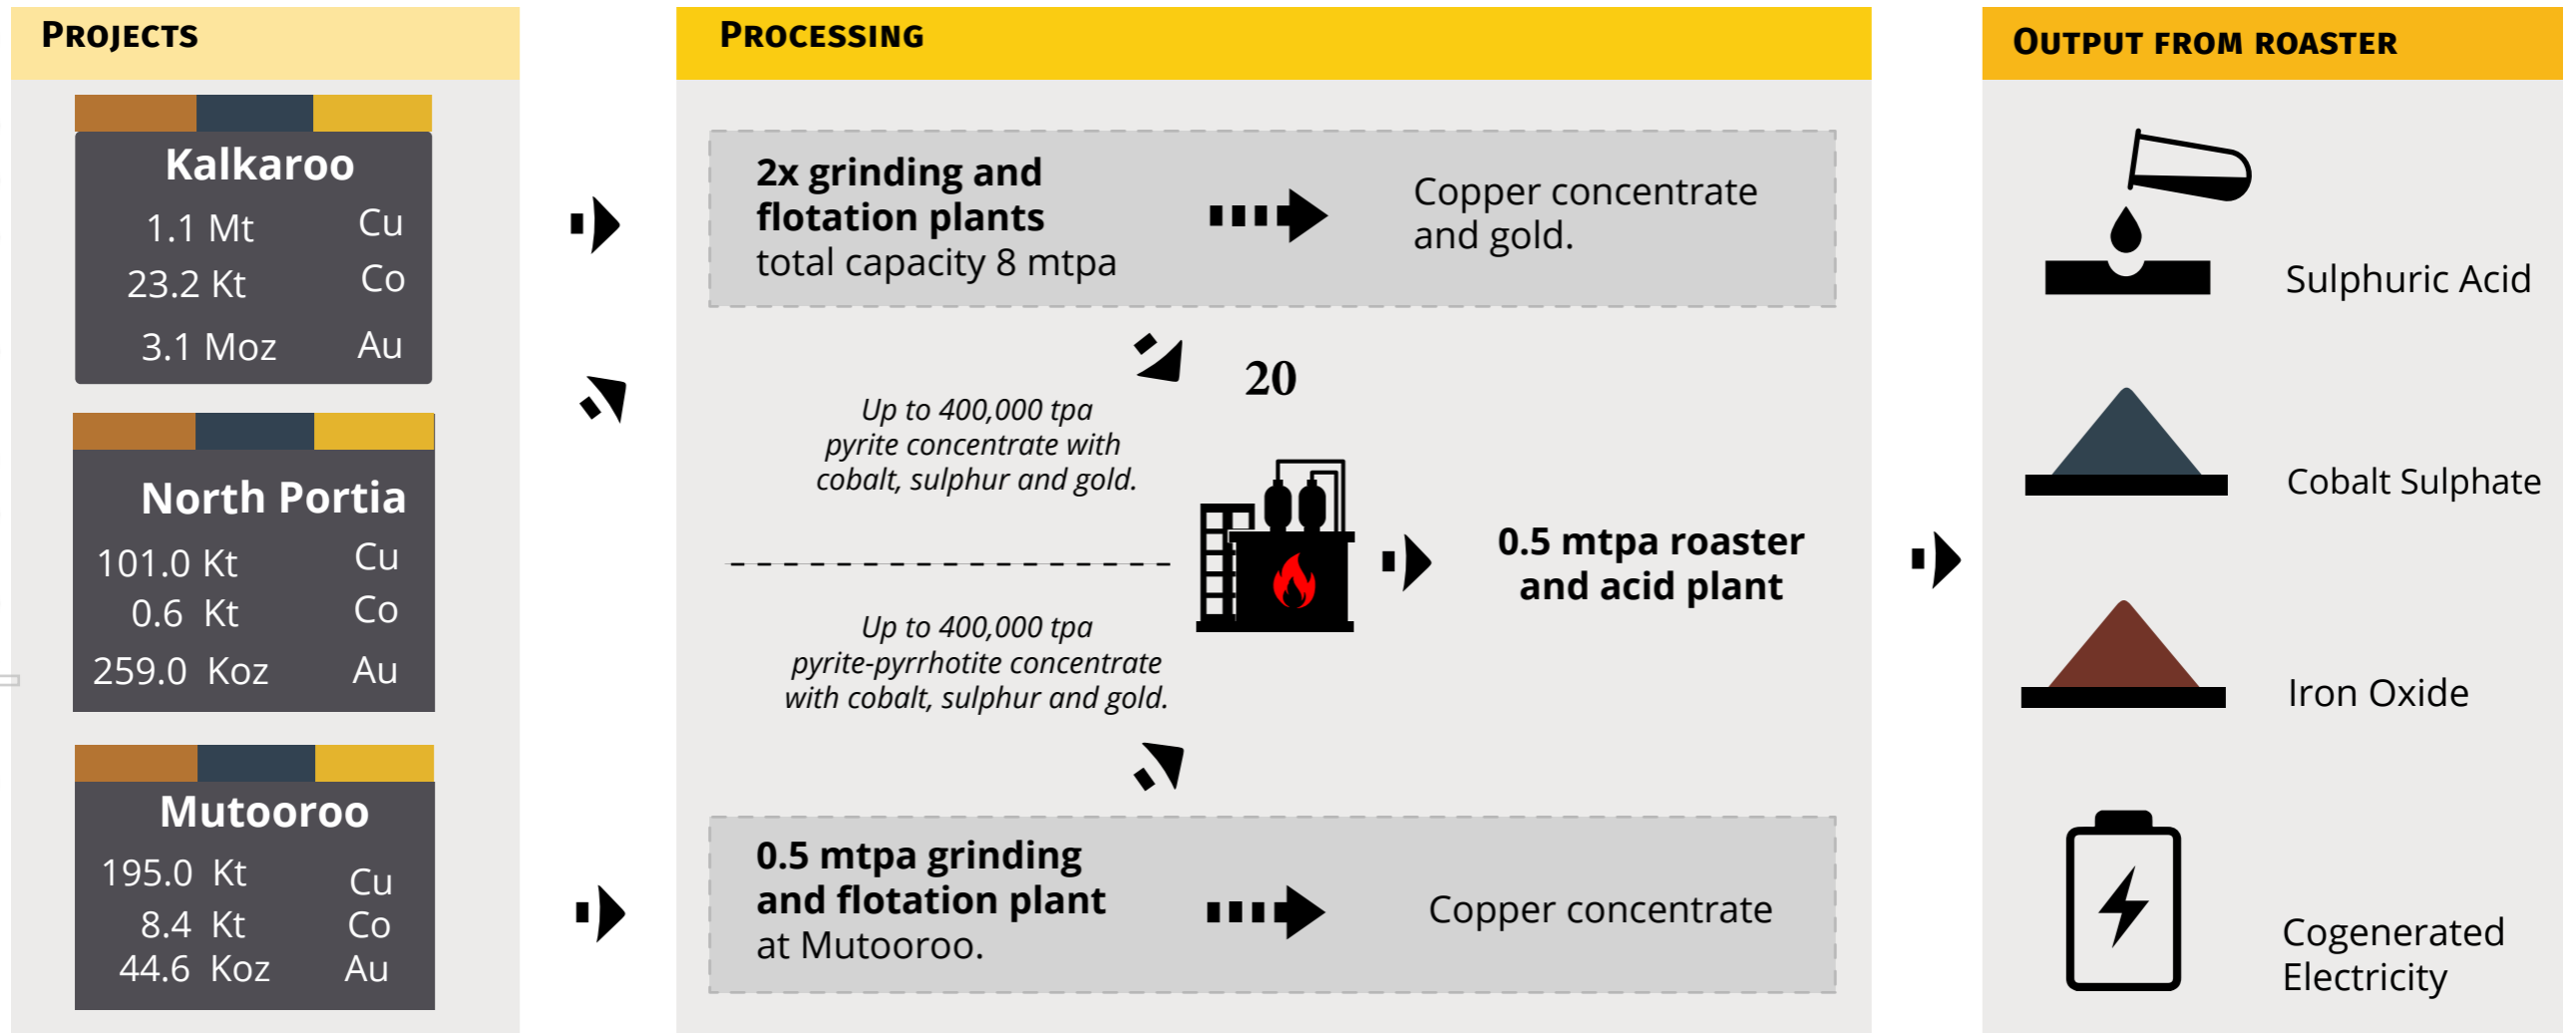 PROJECTS
Kalkaroo
1.1 Mt Cu
23.2 Kt Co
3.1 Moz Au
North Portia
101.0 Kt Cu
0.6 Kt Co
259.0 Koz Au
Mutooroo
195.0 Kt Cu
8.4 Kt Co
44.6 Koz Au
PROCESSING
2x grinding and
flotation plants
total capacity 8 mtpa
Copper concentrate
and gold.
20
Up to 400,000 tpa
pyrite concentrate with
cobalt, sulphur and gold.
0.5 mtpa roaster
and acid plant
Up to 400,000 tpa
pyrite-pyrrhotite concentrate
with cobalt, sulphur and gold.
0.5 mtpa grinding
and flotation plant
at Mutooroo.
Copper concentrate
OUTPUT FROM ROASTER
Sulphuric Acid
Cobalt Sulphate
Iron Oxide
Cogenerated
Electricity